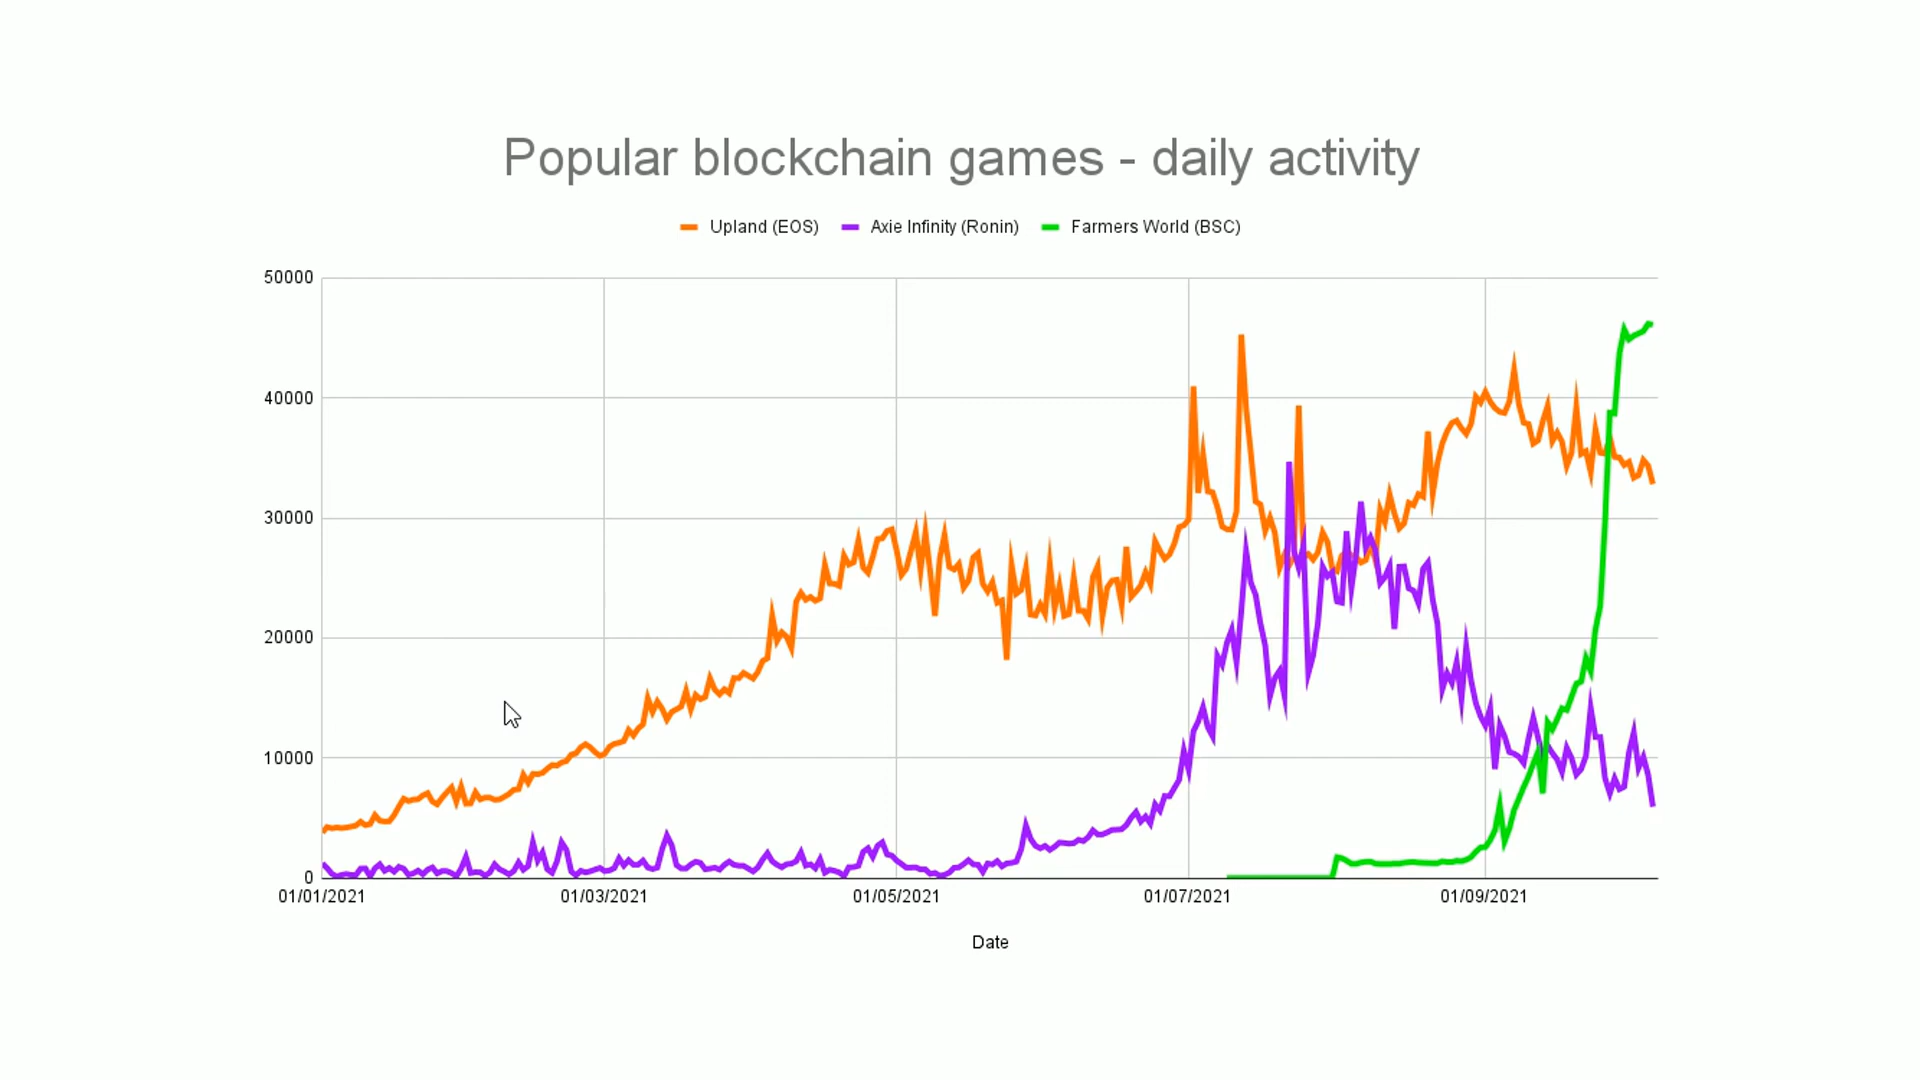 Popular blockchain games - daily activity
Upland (EOS) Axie Infinity (Ronin) Farmers World (BSC)
50000
40000
30000
20000
10000
0
01/01/2021 01/03/2021 01/05/2021 01/07/2021 01/09/2021
Date